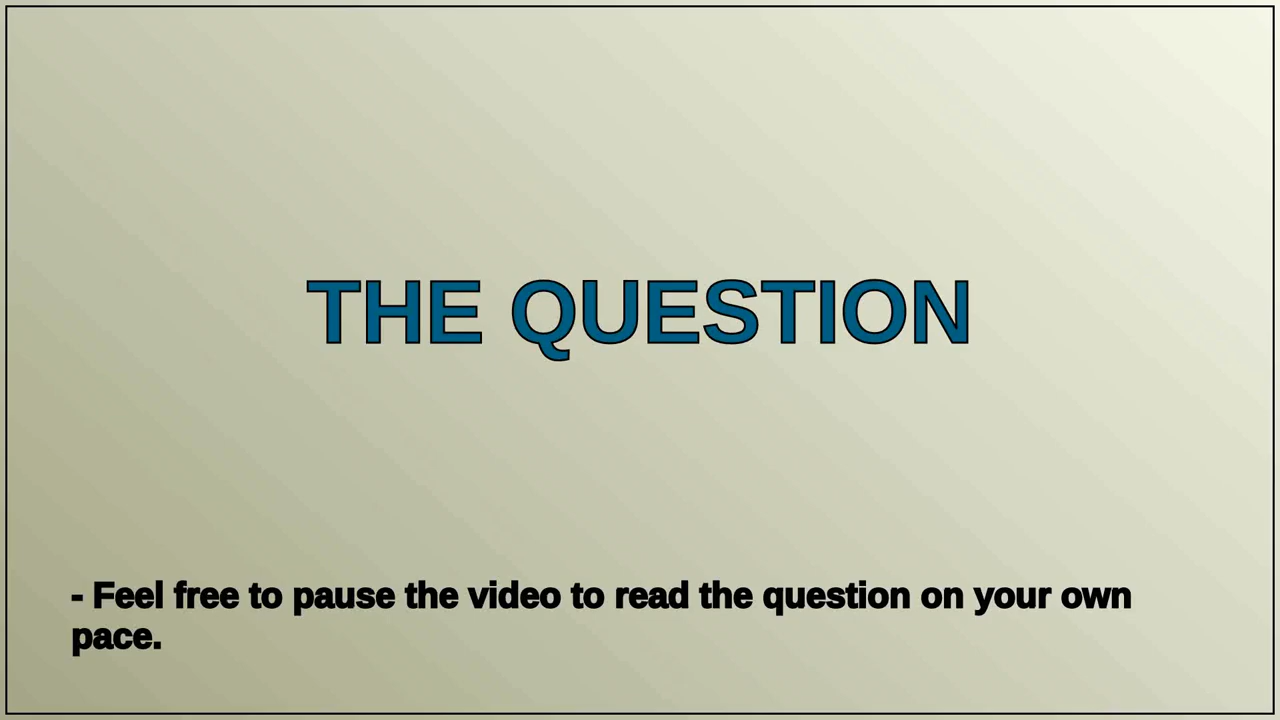 THE QUESTION
- Feel free to pause the video to read the question on your own
pace.